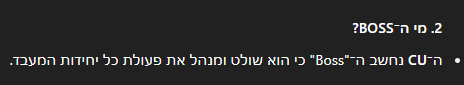 2. מי ה־BOSS?
• ה־CU נחשב ה־"Boss" כי הוא שולט ומנהל את פעולת כל יחידות המעבד.